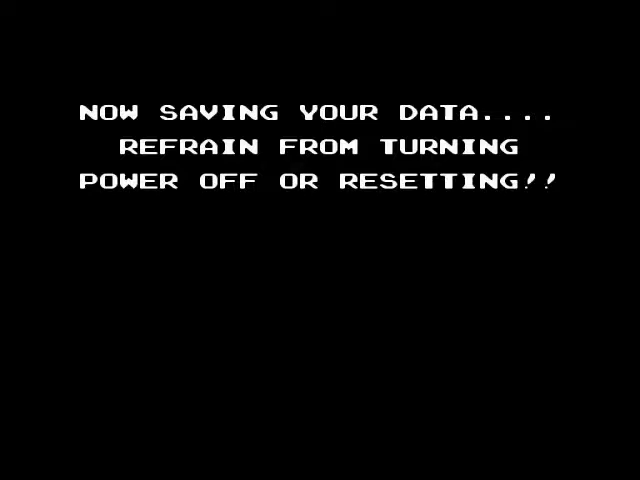 NOW SAVING YOUR DATA....
REFRAIN FROM TURNING
POWER OFF OR RESETTING!!